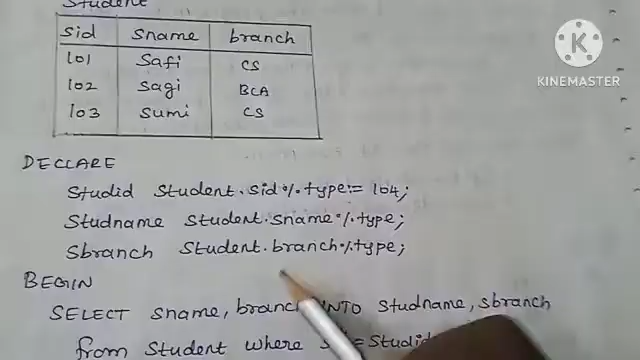 Student
sid sname branch
101 Safi CS
102 sagi BCA
103 sumi CS
K
KINEMASTER
DECLARE
Studid Student.sid%type:= 104;
Studname Student.sname%type;
Sbranch Student.branch%type;
BEGIN
SELECT sname, branch INTO studname, sbranch
from Student where =Studid